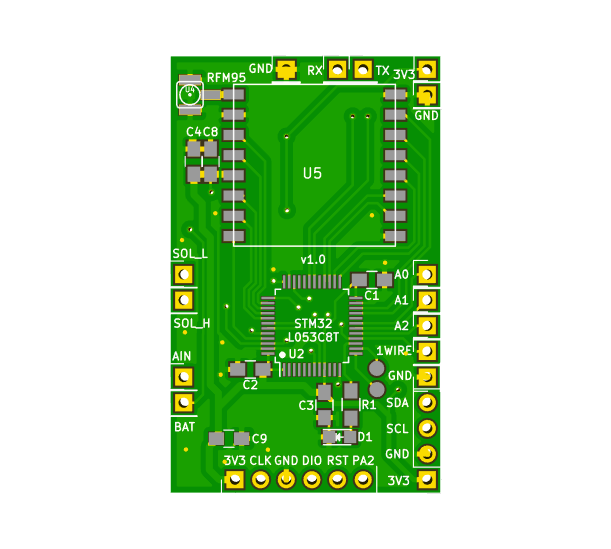 GND RX TX 3V3
RFM95
U4
GND
C4 C8
U5
SOL_L
v1.0
A0
C1
A1
SOL_H
STM32
L053C8T
A2
U2
1WIRE
AIN
C2
GND
C3
R1
SDA
BAT
SCL
C9
D1
GND
3V3 CLK GND DIO RST PA2
3V3